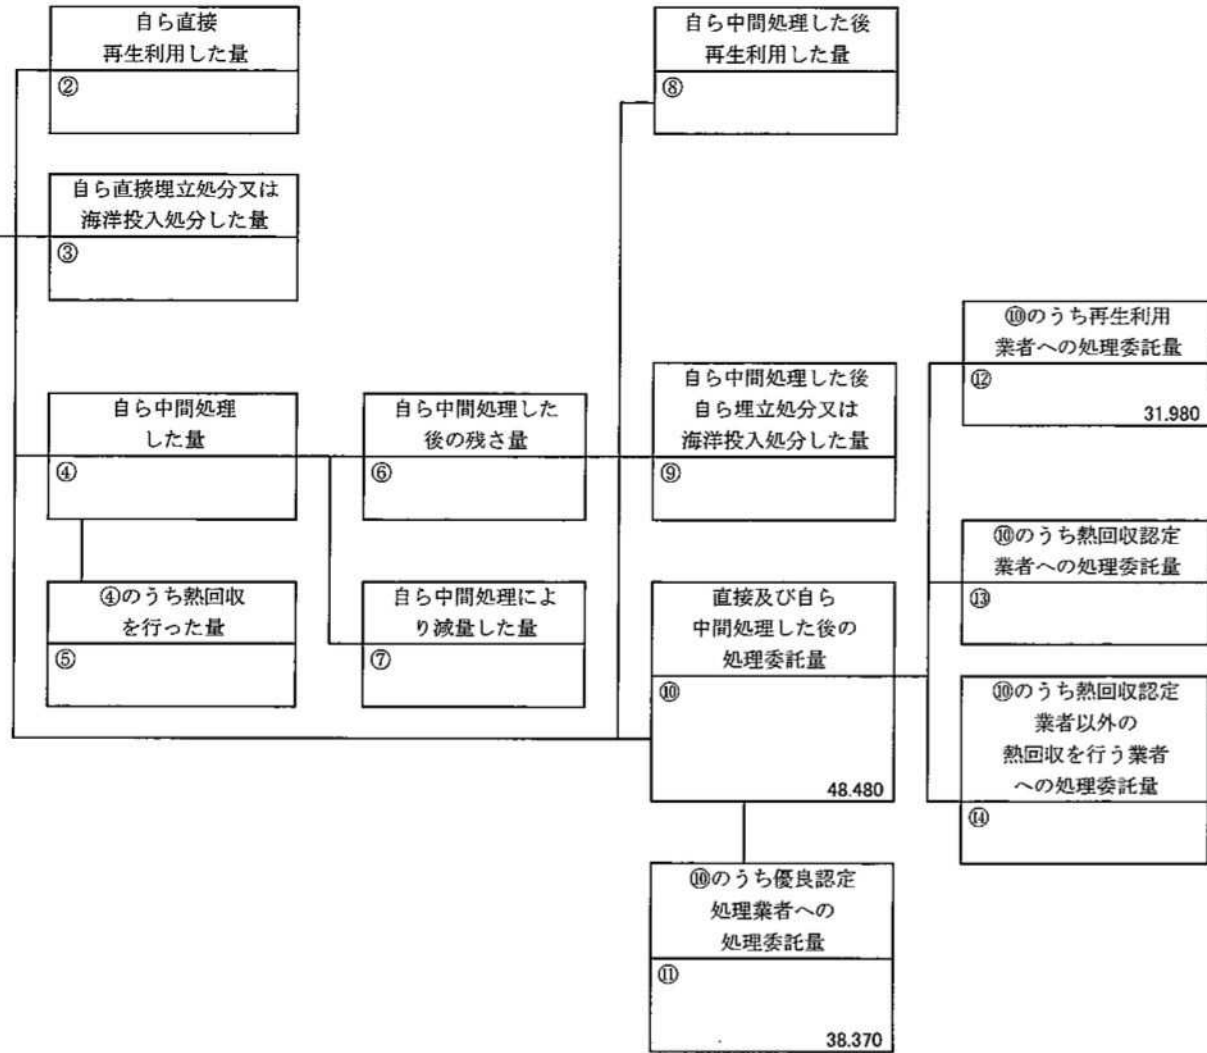 自ら直接
再生利用した量
②
自ら中間処理した後
再生利用した量
⑧
自ら直接埋立処分又は
海洋投入処分した量
③
⑩のうち再生利用
業者への処理委託量
⑫
31.980
自ら中間処理
した量
④
自ら中間処理した
後の残さ量
⑥
自ら中間処理した後
自ら埋立処分又は
海洋投入処分した量
⑨
⑩のうち熱回収認定
業者への処理委託量
⑬
④のうち熱回収
を行った量
⑤
自ら中間処理によ
り減量した量
⑦
直接及び自ら
中間処理した後の
処理委託量
⑩
48.480
⑩のうち熱回収認定
業者以外の
熱回収を行う業者
への処理委託量
⑭
⑩のうち優良認定
処理業者への
処理委託量
⑪
38.370